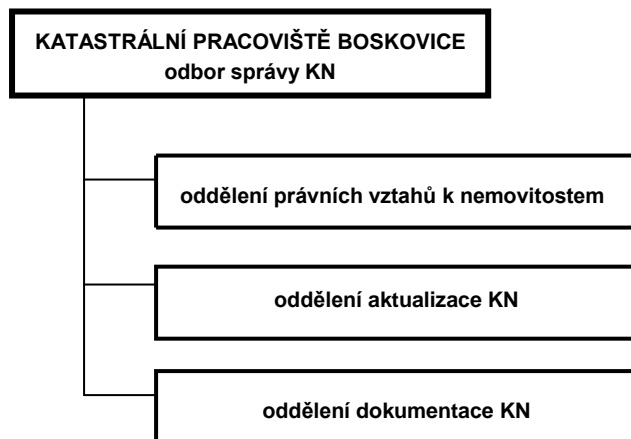 KATASTRÁLNÍ PRACOVIŠTĚ BOSKOVICE
odbor správy KN
oddělení právních vztahů k nemovitostem
oddělení aktualizace KN
oddělení dokumentace KN